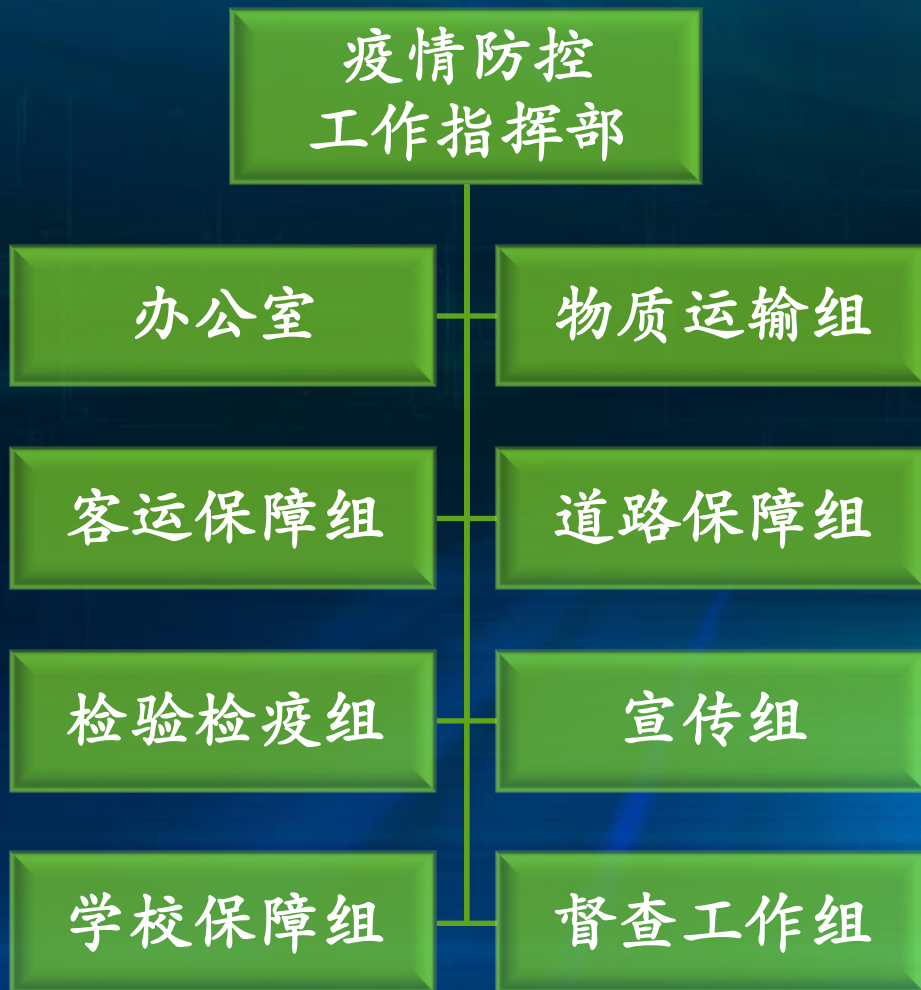 疫情防控
工作指挥部
办公室
物质运输组
客运保障组
道路保障组
检验检疫组
宣传组
学校保障组
督查工作组